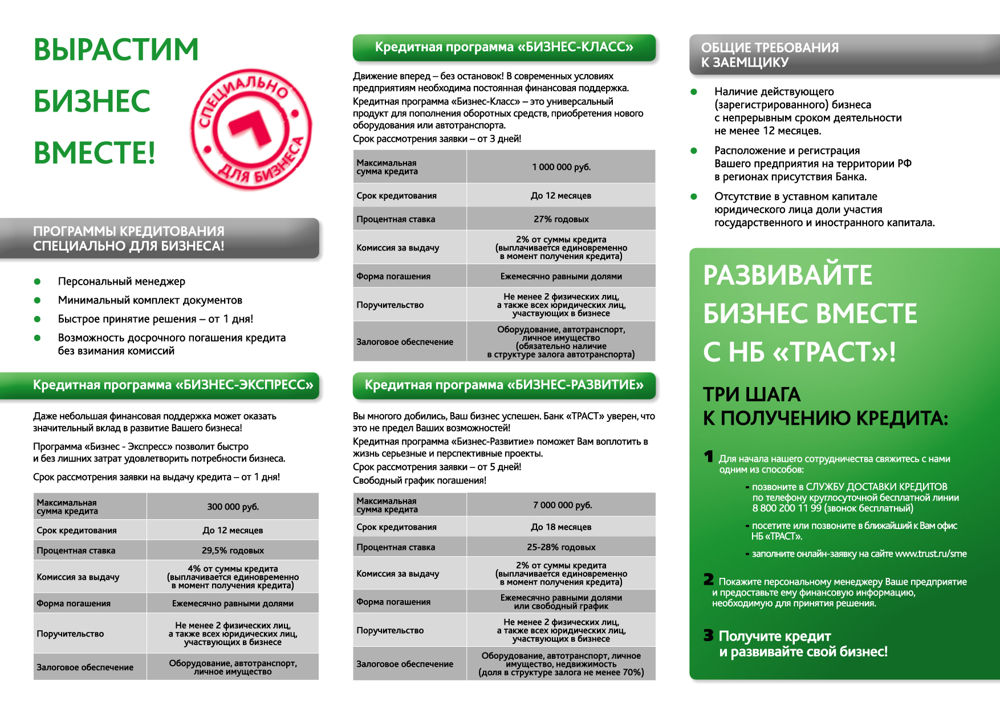 ВЫРАСТИМ
БИЗНЕС
ВМЕСТЕ!
СПЕЦИАЛЬНО
ДЛЯ БИЗНЕСА
ПРОГРАММЫ КРЕДИТОВАНИЯ
СПЕЦИАЛЬНО ДЛЯ БИЗНЕСА!
Персональный менеджер
Минимальный комплект документов
Быстрое принятие решения – от 1 дня!
Возможность досрочного погашения кредита
без взимания комиссий
Кредитная программа «БИЗНЕС-ЭКСПРЕСС»
Даже небольшая финансовая поддержка может оказать
значительный вклад в развитие Вашего бизнеса!
Программа «Бизнес - Экспресс» позволит быстро
и без лишних затрат удовлетворить потребности бизнеса.
Срок рассмотрения заявки на выдачу кредита – от 1 дня!
Максимальная
сумма кредита
300 000 руб.
Срок кредитования
До 12 месяцев
Процентная ставка
29,5% годовых
Комиссия за выдачу
4% от суммы кредита
(выплачивается единовременно
в момент получения кредита)
Форма погашения
Ежемесячно равными долями
Поручительство
Не менее 2 физических лиц,
а также всех юридических лиц,
участвующих в бизнесе
Залоговое обеспечение
Оборудование, автотранспорт,
личное имущество
Кредитная программа «БИЗНЕС-КЛАСС»
Движение вперед – без остановок! В современных условиях
предприятиям необходима постоянная финансовая поддержка.
Кредитная программа «Бизнес-Класс» – это универсальный
продукт для пополнения оборотных средств, приобретения нового
оборудования или автотранспорта.
Срок рассмотрения заявки – от 3 дней!
Максимальная
сумма кредита
1 000 000 руб.
Срок кредитования
До 12 месяцев
Процентная ставка
27% годовых
Комиссия за выдачу
2% от суммы кредита
(выплачивается единовременно
в момент получения кредита)
Форма погашения
Ежемесячно равными долями
Поручительство
Не менее 2 физических лиц,
а также всех юридических лиц,
участвующих в бизнесе
Залоговое обеспечение
Оборудование, автотранспорт,
личное имущество
(обязательно наличие
в структуре залога автотранспорта)
Кредитная программа «БИЗНЕС-РАЗВИТИЕ»
Вы многого добились, Ваш бизнес успешен. Банк «ТРАСТ» уверен, что
это не предел Ваших возможностей!
Кредитная программа «Бизнес-Развитие» поможет Вам воплотить в
жизнь серьезные и перспективные проекты.
Срок рассмотрения заявки – от 5 дней!
Свободный график погашения!
Максимальная
сумма кредита
7 000 000 руб.
Срок кредитования
До 18 месяцев
Процентная ставка
25-28% годовых
Комиссия за выдачу
2% от суммы кредита
(выплачивается единовременно
в момент получения кредита)
Форма погашения
Ежемесячно равными долями
или свободный график
Поручительство
Не менее 2 физических лиц,
а также всех юридических лиц,
участвующих в бизнесе
Залоговое обеспечение
Оборудование, автотранспорт, личное
имущество, недвижимость
(доля в структуре залога не менее 70%)
ОБЩИЕ ТРЕБОВАНИЯ
К ЗАЕМЩИКУ
Наличие действующего
(зарегистрированного) бизнеса
с непрерывным сроком деятельности
не менее 12 месяцев.
Расположение и регистрация
Вашего предприятия на территории РФ
в регионах присутствия Банка.
Отсутствие в уставном капитале
юридического лица доли участия
государственного и иностранного капитала.
РАЗВИВАЙТЕ
БИЗНЕС ВМЕСТЕ
С НБ «ТРАСТ»!
ТРИ ШАГА
К ПОЛУЧЕНИЮ КРЕДИТА:
1 Для начала нашего сотрудничества свяжитесь с нами
одним из способов:
- позвоните в СЛУЖБУ ДОСТАВКИ КРЕДИТОВ
по телефону круглосуточной бесплатной линии
8 800 200 11 99 (звонок бесплатный)
- посетите или позвоните в ближайший к Вам офис
НБ «ТРАСТ».
- заполните онлайн-заявку на сайте www.trust.ru/sme
2 Покажите персональному менеджеру Ваше предприятие
и предоставьте ему финансовую информацию,
необходимую для принятия решения.
3 Получите кредит
и развивайте свой бизнес!